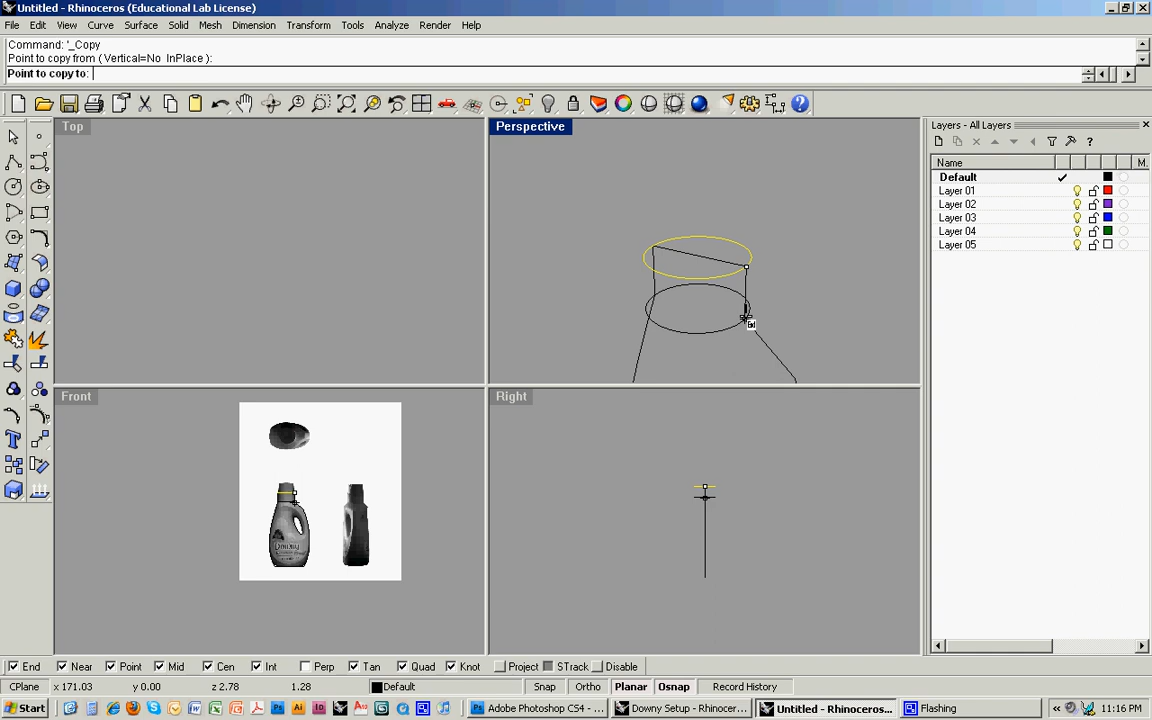 Untitled - Rhinoceros (Educational Lab License)
File Edit View Curve Surface Solid Mesh Dimension Transform Tools Analyze Render Help
Command: '_Copy
Point to copy from ( Vertical=No InPlace ):
Point to copy to:
Top
Perspective
Layers - All Layers
Name M.
Default
Layer 01
Layer 02
Layer 03
Layer 04
Layer 05
Front
Right
Downy
End Near Point Mid Cen Int Perp Tan Quad Knot Project STrack Disable
CPlane x 171.03 y 0.00 z 2.78 1.28 Default Snap Ortho Planar Osnap Record History
Start Adobe Photoshop CS4 - ... Downy Setup - Rhinocer... Untitled - Rhinoceros... Flashing 11:16 PM